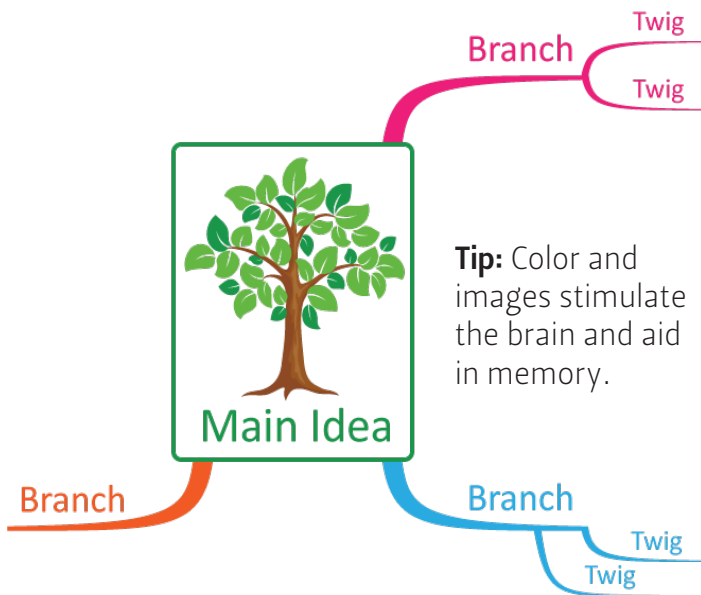 Twig
Branch
Twig
Tip: Color and
images stimulate
the brain and aid
in memory.
Main Idea
Branch
Branch
Twig
Twig